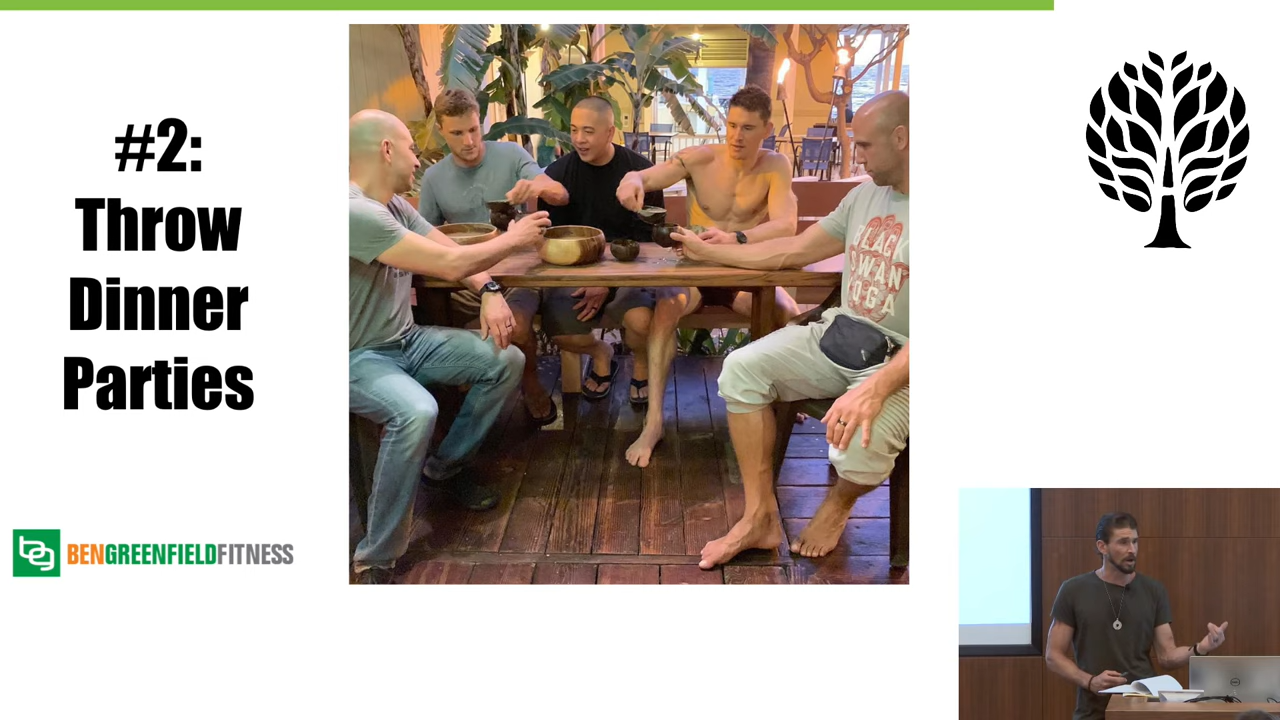 #2:
Throw
Dinner
Parties
BENGREENFIELDFITNESS
BLACK
SWAN
YOGA